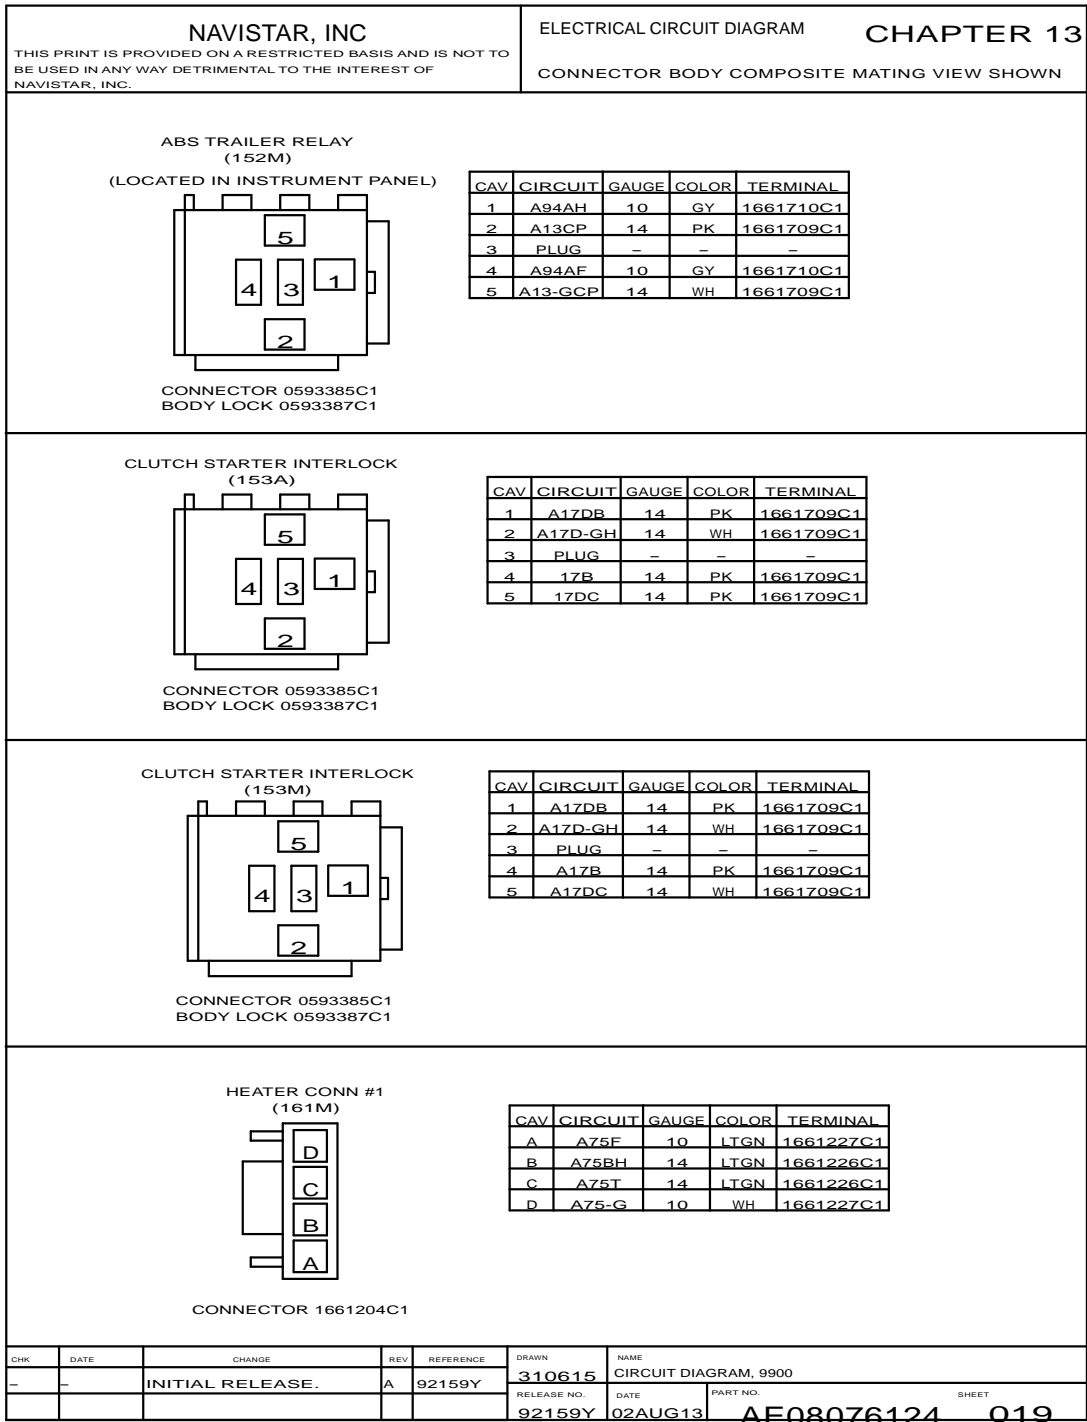 NAVISTAR, INC
THIS PRINT IS PROVIDED ON A RESTRICTED BASIS AND IS NOT TO
BE USED IN ANY WAY DETRIMENTAL TO THE INTEREST OF
NAVISTAR, INC.
ELECTRICAL CIRCUIT DIAGRAM
CHAPTER 13
CONNECTOR BODY COMPOSITE MATING VIEW SHOWN
ABS TRAILER RELAY
(152M)
(LOCATED IN INSTRUMENT PANEL)
5
4 3 1
2
CONNECTOR 0593385C1
BODY LOCK 0593387C1
CAV CIRCUIT GAUGE COLOR TERMINAL
1 A94AH 10 GY 1661710C1
2 A13CP 14 PK 1661709C1
3 PLUG – – –
4 A94AF 10 GY 1661710C1
5 A13-GCP 14 WH 1661709C1
CLUTCH STARTER INTERLOCK
(153A)
5
4 3 1
2
CONNECTOR 0593385C1
BODY LOCK 0593387C1
CAV CIRCUIT GAUGE COLOR TERMINAL
1 A17DB 14 PK 1661709C1
2 A17D-GH 14 WH 1661709C1
3 PLUG – – –
4 17B 14 PK 1661709C1
5 17DC 14 PK 1661709C1
CLUTCH STARTER INTERLOCK
(153M)
5
4 3 1
2
CONNECTOR 0593385C1
BODY LOCK 0593387C1
CAV CIRCUIT GAUGE COLOR TERMINAL
1 A17DB 14 PK 1661709C1
2 A17D-GH 14 WH 1661709C1
3 PLUG – – –
4 A17B 14 PK 1661709C1
5 A17DC 14 WH 1661709C1
HEATER CONN #1
(161M)
D
C
B
A
CONNECTOR 1661204C1
CAV CIRCUIT GAUGE COLOR TERMINAL
A A75F 10 LTGN 1661227C1
B A75BH 14 LTGN 1661226C1
C A75T 14 LTGN 1661226C1
D A75-G 10 WH 1661227C1
CHK DATE CHANGE REV REFERENCE
– – INITIAL RELEASE. A 92159Y
DRAWN
310615
NAME
CIRCUIT DIAGRAM, 9900
RELEASE NO.
92159Y
DATE
02AUG13
PART NO.
AE08076124
SHEET
019